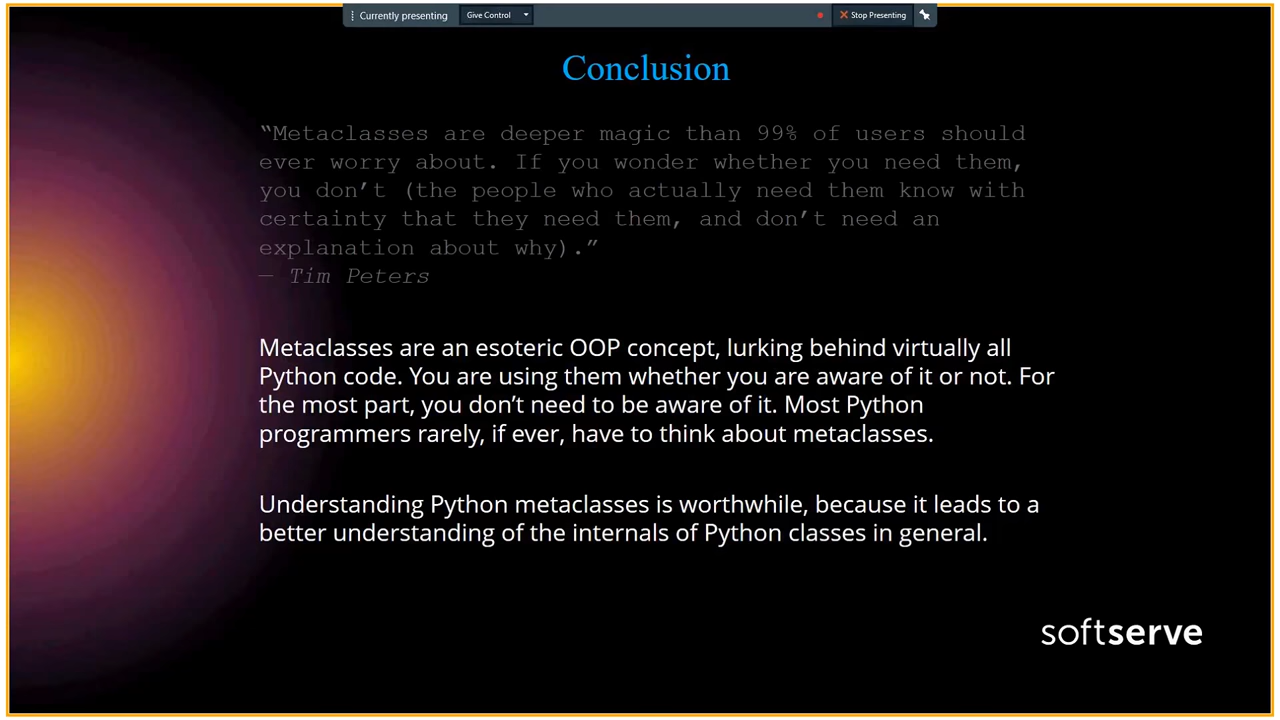 Currently presenting
Give Control
Stop Presenting
Conclusion
“Metaclasses are deeper magic than 99% of users should
ever worry about. If you wonder whether you need them,
you don’t (the people who actually need them know with
certainty that they need them, and don’t need an
explanation about why).”
— Tim Peters
Metaclasses are an esoteric OOP concept, lurking behind virtually all
Python code. You are using them whether you are aware of it or not. For
the most part, you don’t need to be aware of it. Most Python
programmers rarely, if ever, have to think about metaclasses.
Understanding Python metaclasses is worthwhile, because it leads to a
better understanding of the internals of Python classes in general.
softserve